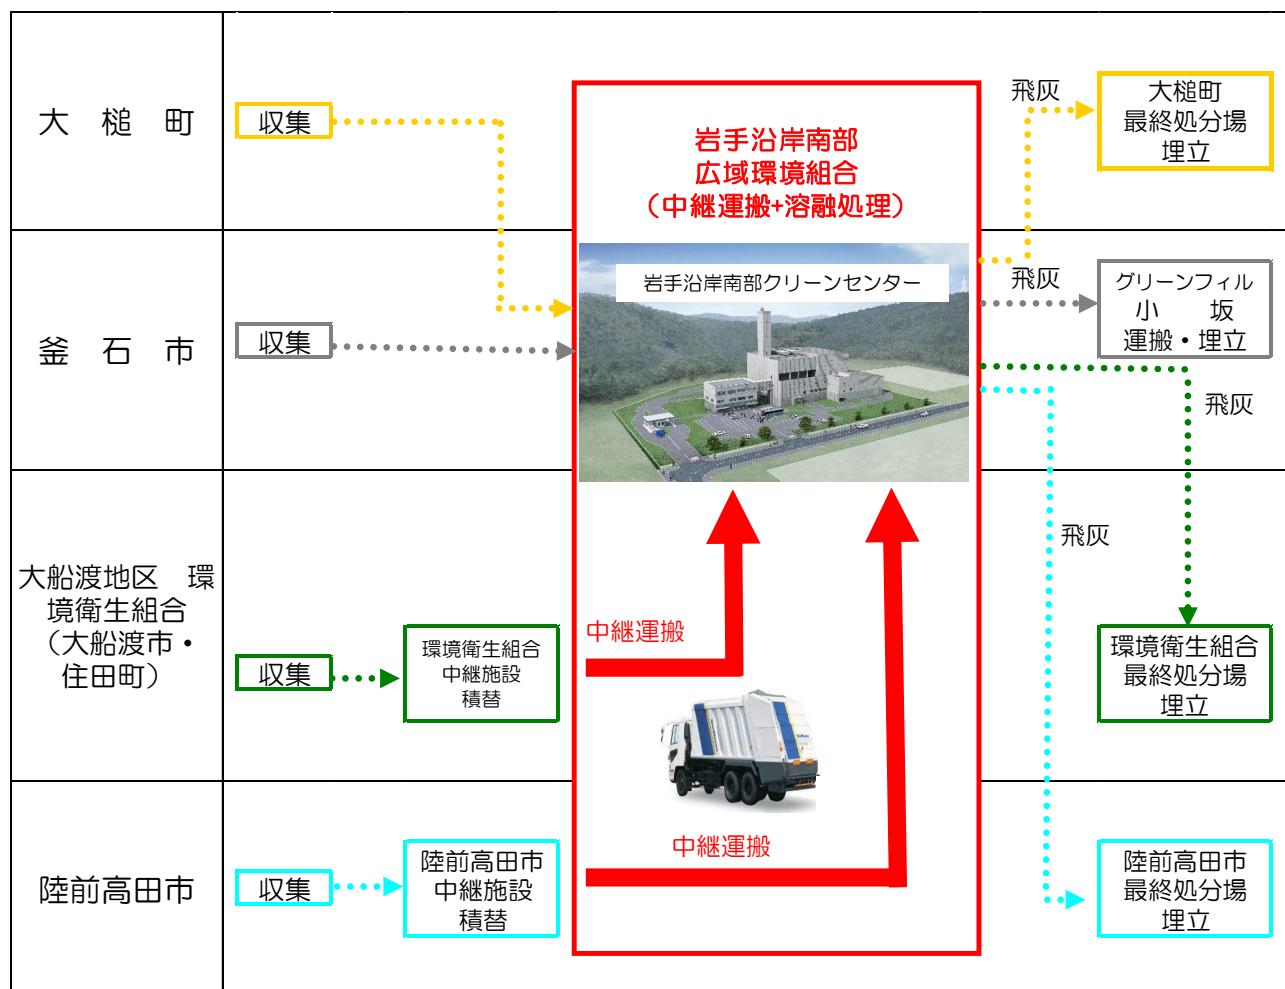 大　槌　町
収集
岩手沿岸南部
広域環境組合
（中継運搬+溶融処理）
飛灰
大槌町
最終処分場
埋立
釜　石　市
収集
岩手沿岸南部クリーンセンター
飛灰
グリーンフィル
小　　坂
運搬・埋立
飛灰
飛灰
大船渡地区　環
境衛生組合
（大船渡市・
住田町）
収集
環境衛生組合
中継施設
積替
中継運搬
環境衛生組合
最終処分場
埋立
陸前高田市
収集
陸前高田市
中継施設
積替
中継運搬
陸前高田市
最終処分場
埋立